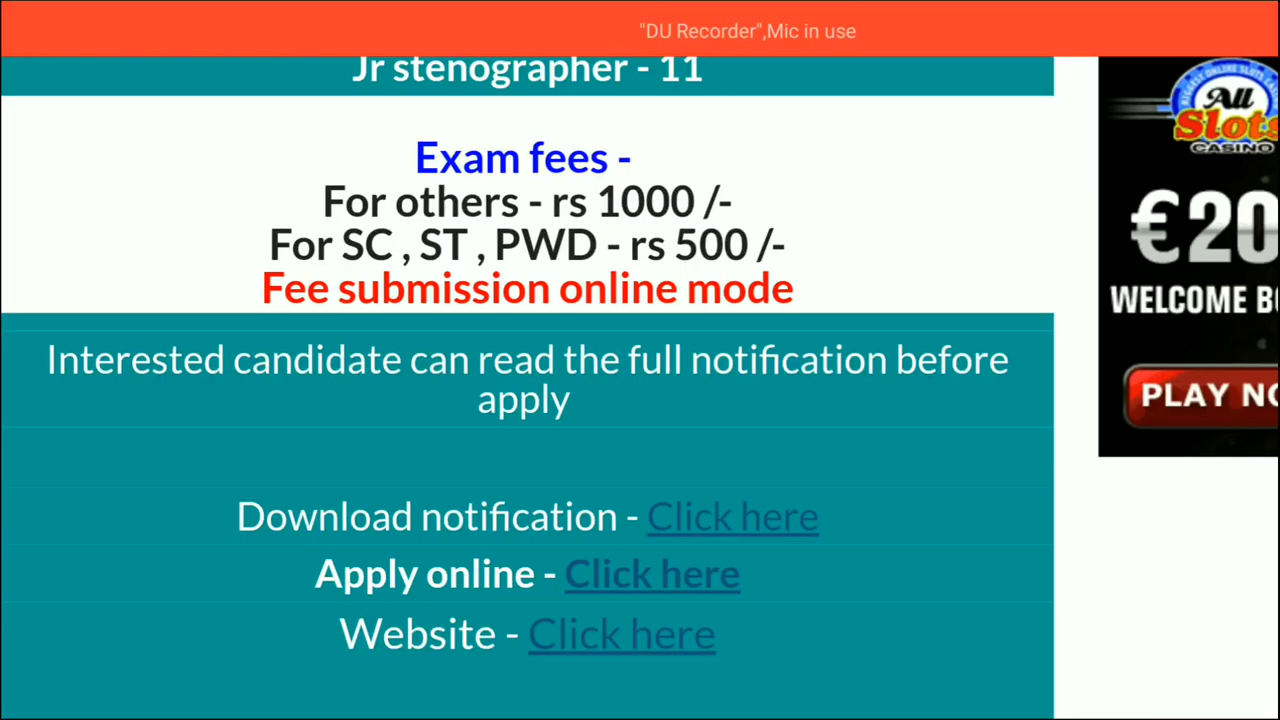 "DU Recorder",Mic in use
Jr stenographer - 11
Exam fees -
For others - rs 1000 /-
For SC , ST , PWD - rs 500 /-
Fee submission online mode
Interested candidate can read the full notification before
apply
Download notification - Click here
Apply online - Click here
Website - Click here
All
Slots
CASINO
€20
WELCOME B
PLAY NO